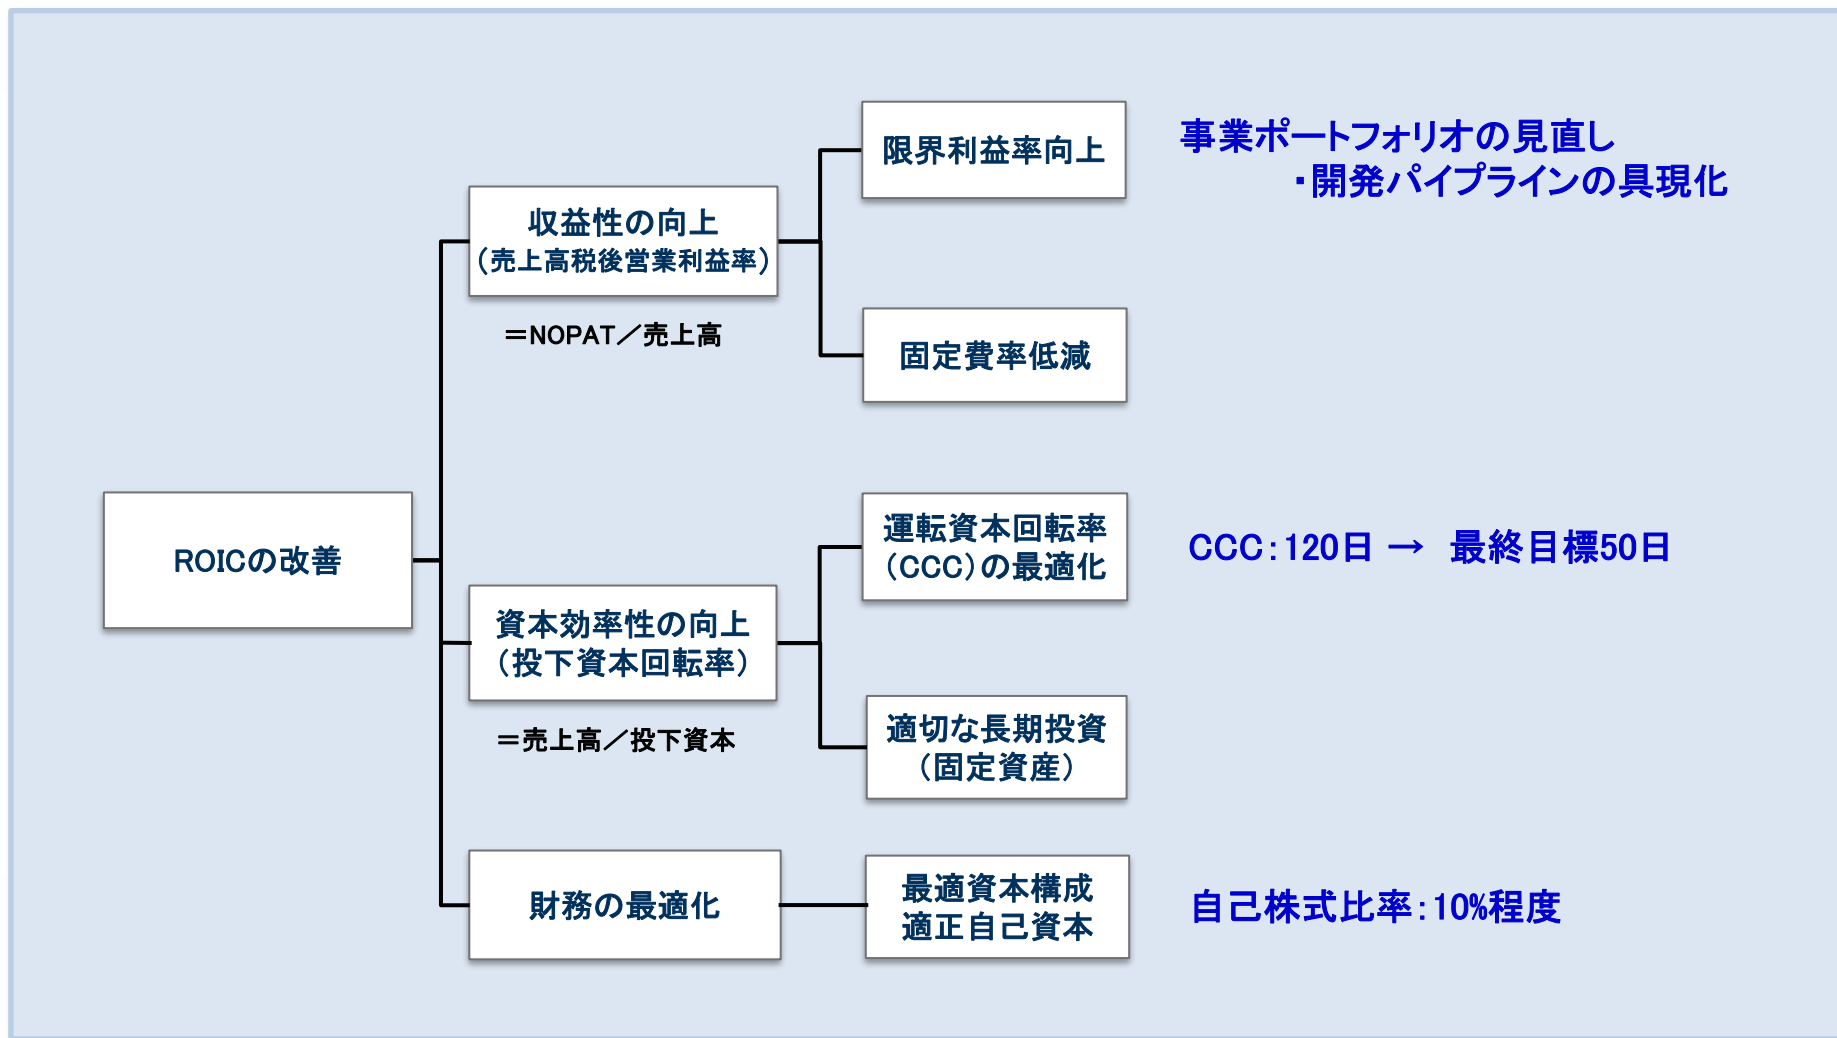 限界利益率向上
事業ポートフォリオの見直し
・開発パイプラインの具現化
収益性の向上
（売上高税後営業利益率）
＝NOPAT／売上高
固定費率低減
ROICの改善
運転資本回転率
（CCC）の最適化
CCC：120日 → 最終目標50日
資本効率性の向上
（投下資本回転率）
＝売上高／投下資本
適切な長期投資
（固定資産）
財務の最適化
最適資本構成
適正自己資本
自己株式比率：10%程度